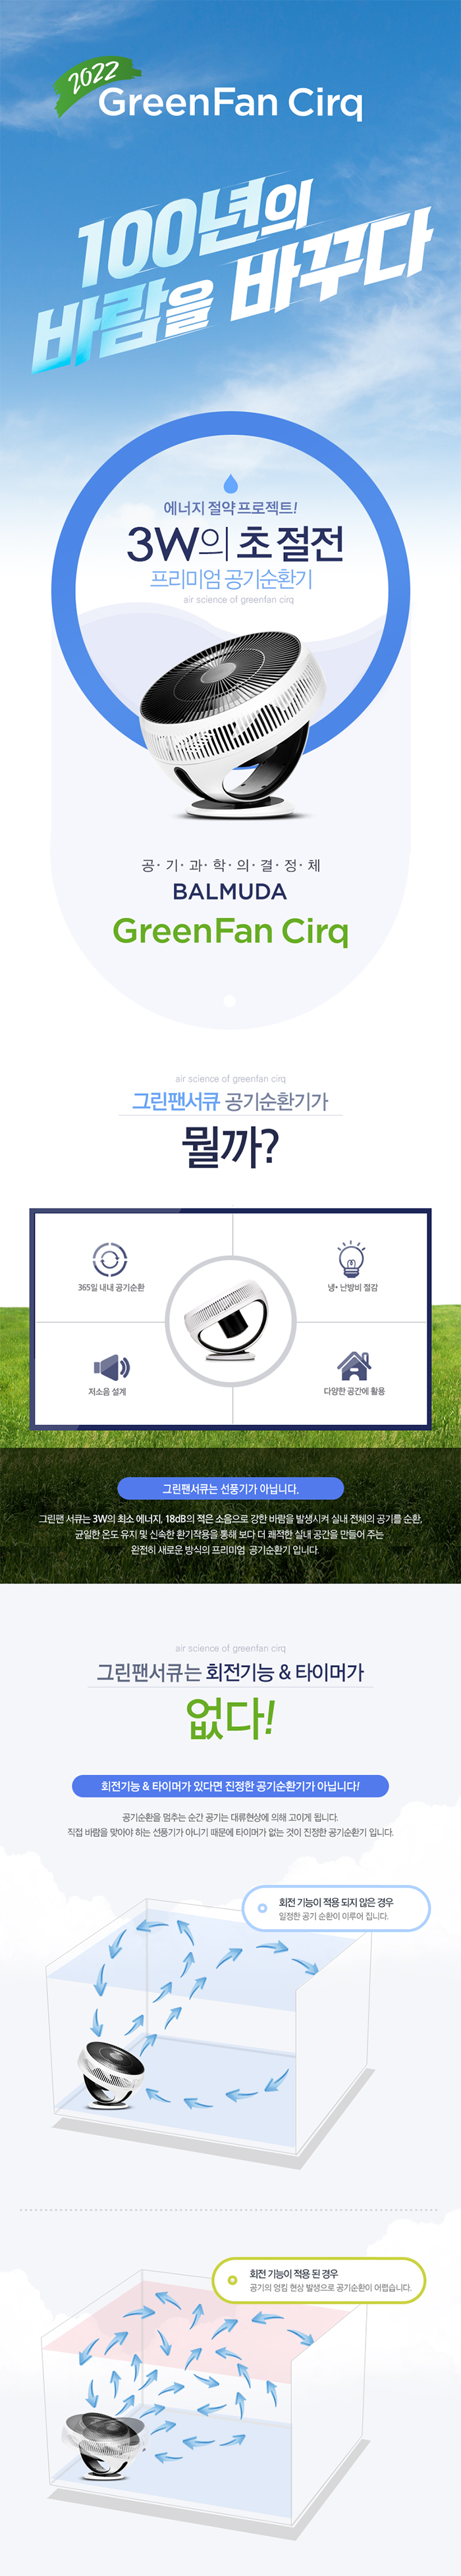 2022
GreenFan Cirq
100년의
바람을 바꾸다
에너지 절약 프로젝트!
3W의 초 절전
프리미엄 공기순환기
air science of greenfan cirq
공· 기· 과· 학· 의· 결· 정· 체
BALMUDA
GreenFan Cirq
air science of greenfan cirq
그린팬서큐 공기순환기가
뭘까?
365일 내내 공기순환
냉• 난방비 절감
저소음 설계
다양한 공간에 활용
그린팬서큐는 선풍기가 아닙니다.
그린팬 서큐는 3W의 최소 에너지, 18dB의 적은 소음으로 강한 바람을 발생시켜 실내 전체의 공기를 순환,
균일한 온도 유지 및 신속한 환기작용을 통해 보다 더 쾌적한 실내 공간을 만들어 주는
완전히 새로운 방식의 프리미엄 공기순환기 입니다.
air science of greenfan cirq
그린팬서큐는 회전기능 & 타이머가
없다!
회전기능 & 타이머가 있다면 진정한 공기순환기가 아닙니다!
공기순환을 멈추는 순간 공기는 대류현상에 의해 고이게 됩니다.
직접 바람을 맞아야 하는 선풍기가 아니기 때문에 타이머가 없는 것이 진정한 공기순환기 입니다.
회전 기능이 적용 되지 않은 경우
일정한 공기 순환이 이루어 집니다.
회전 기능이 적용 된 경우
공기의 엉킴 현상 발생으로 공기순환이 어렵습니다.